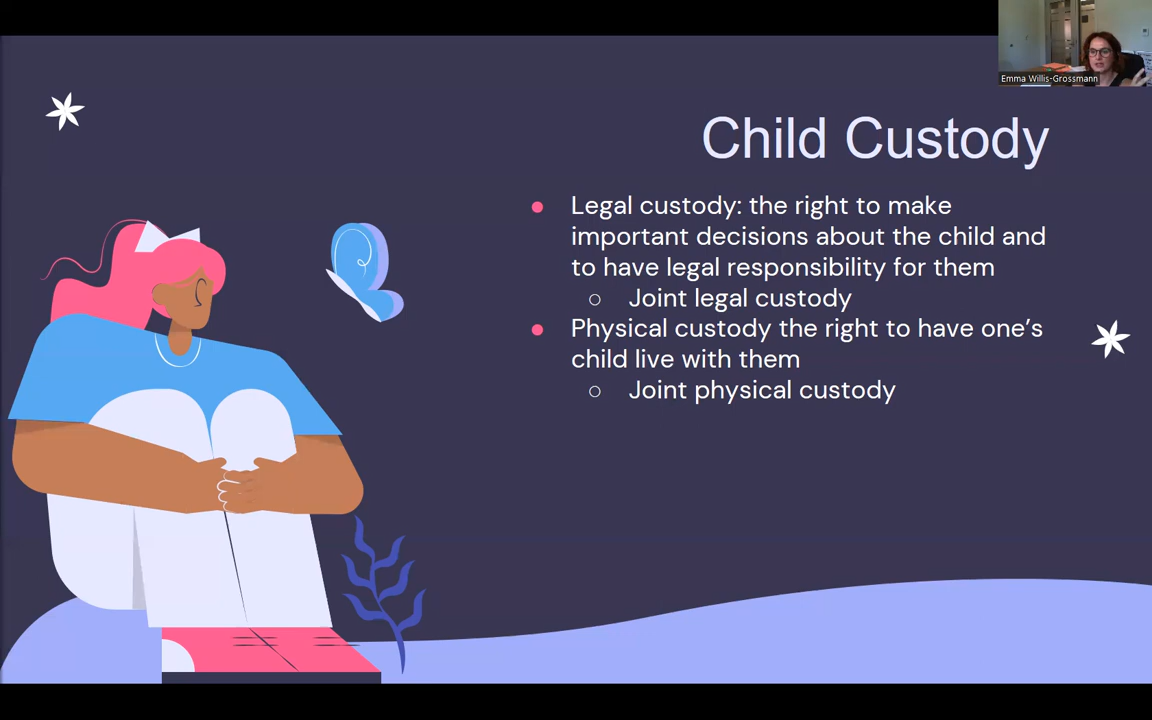 Emma Willis-Grossmann
Child Custody
● Legal custody: the right to make
important decisions about the child and
to have legal responsibility for them
○ Joint legal custody
● Physical custody the right to have one’s
child live with them
○ Joint physical custody